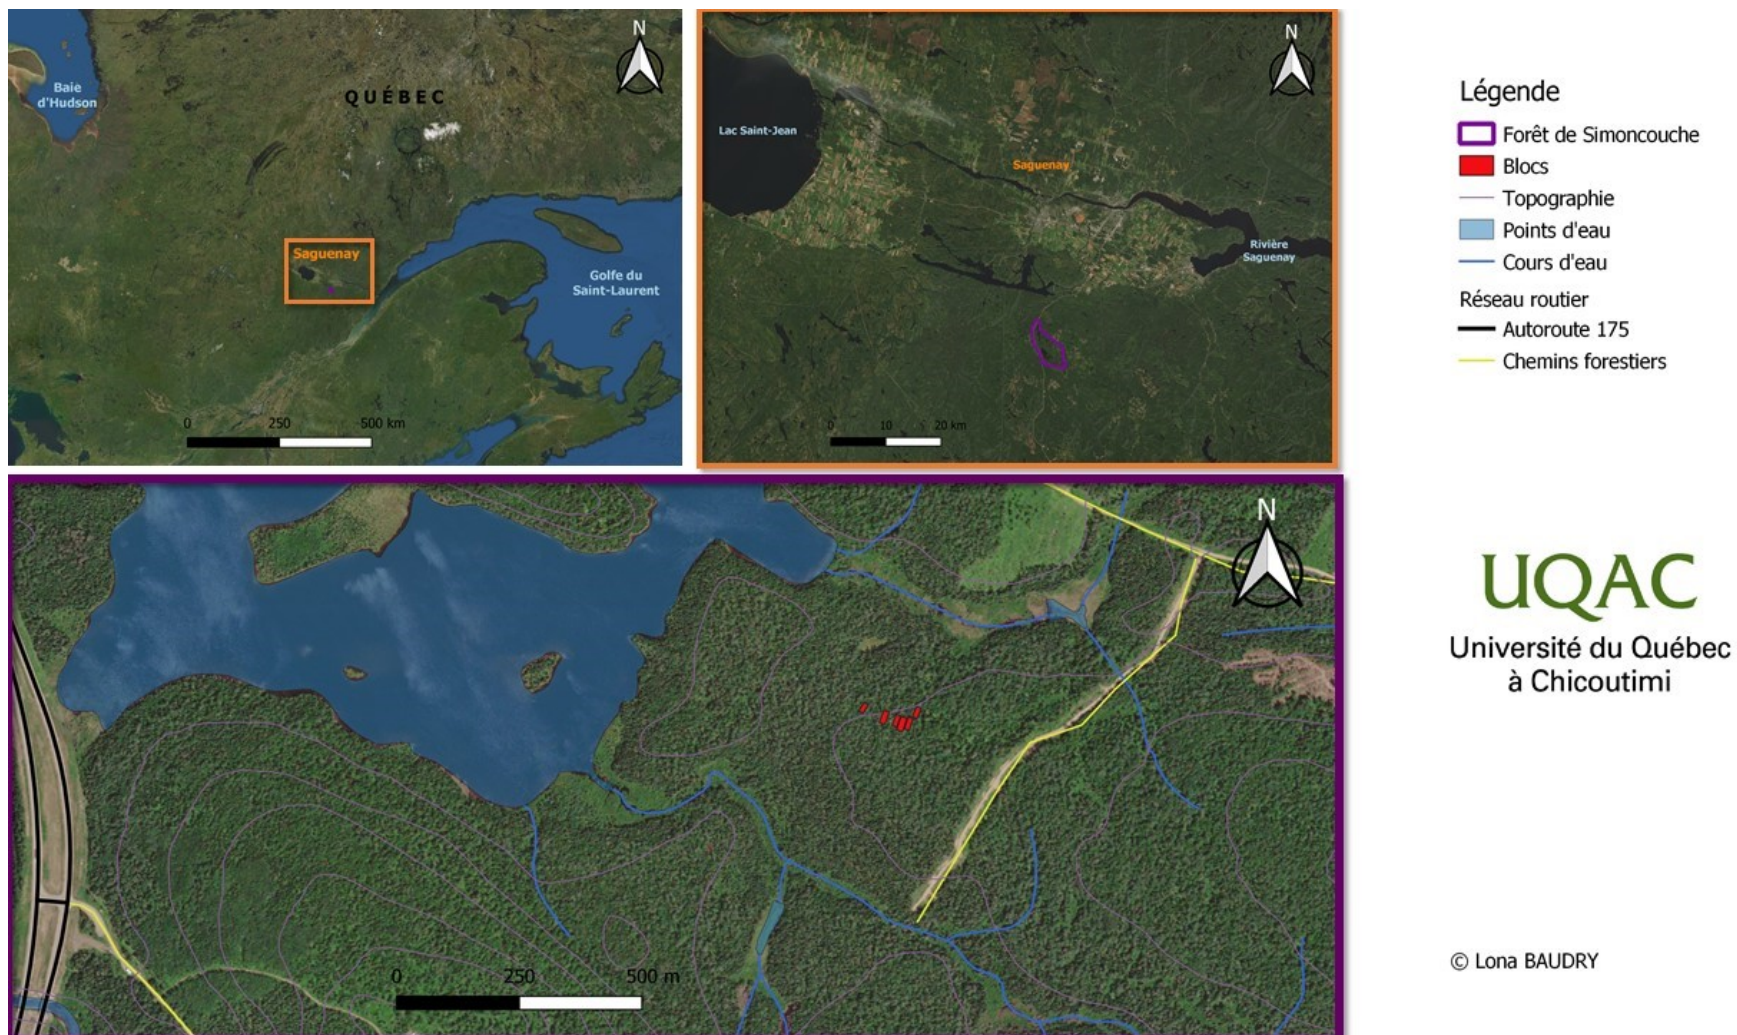 N
Baie
d'Hudson
QUÉBEC
Saguenay
Golfe du
Saint-Laurent
0 250 500 km
N
Lac Saint-Jean
Saguenay
Rivière
Saguenay
0 10 20 km
Légende
Forêt de Simoncouche
Blocs
Topographie
Points d'eau
Cours d'eau
Réseau routier
Autoroute 175
Chemins forestiers
N
0 250 500 m
UQAC
Université du Québec
à Chicoutimi
© Lona BAUDRY